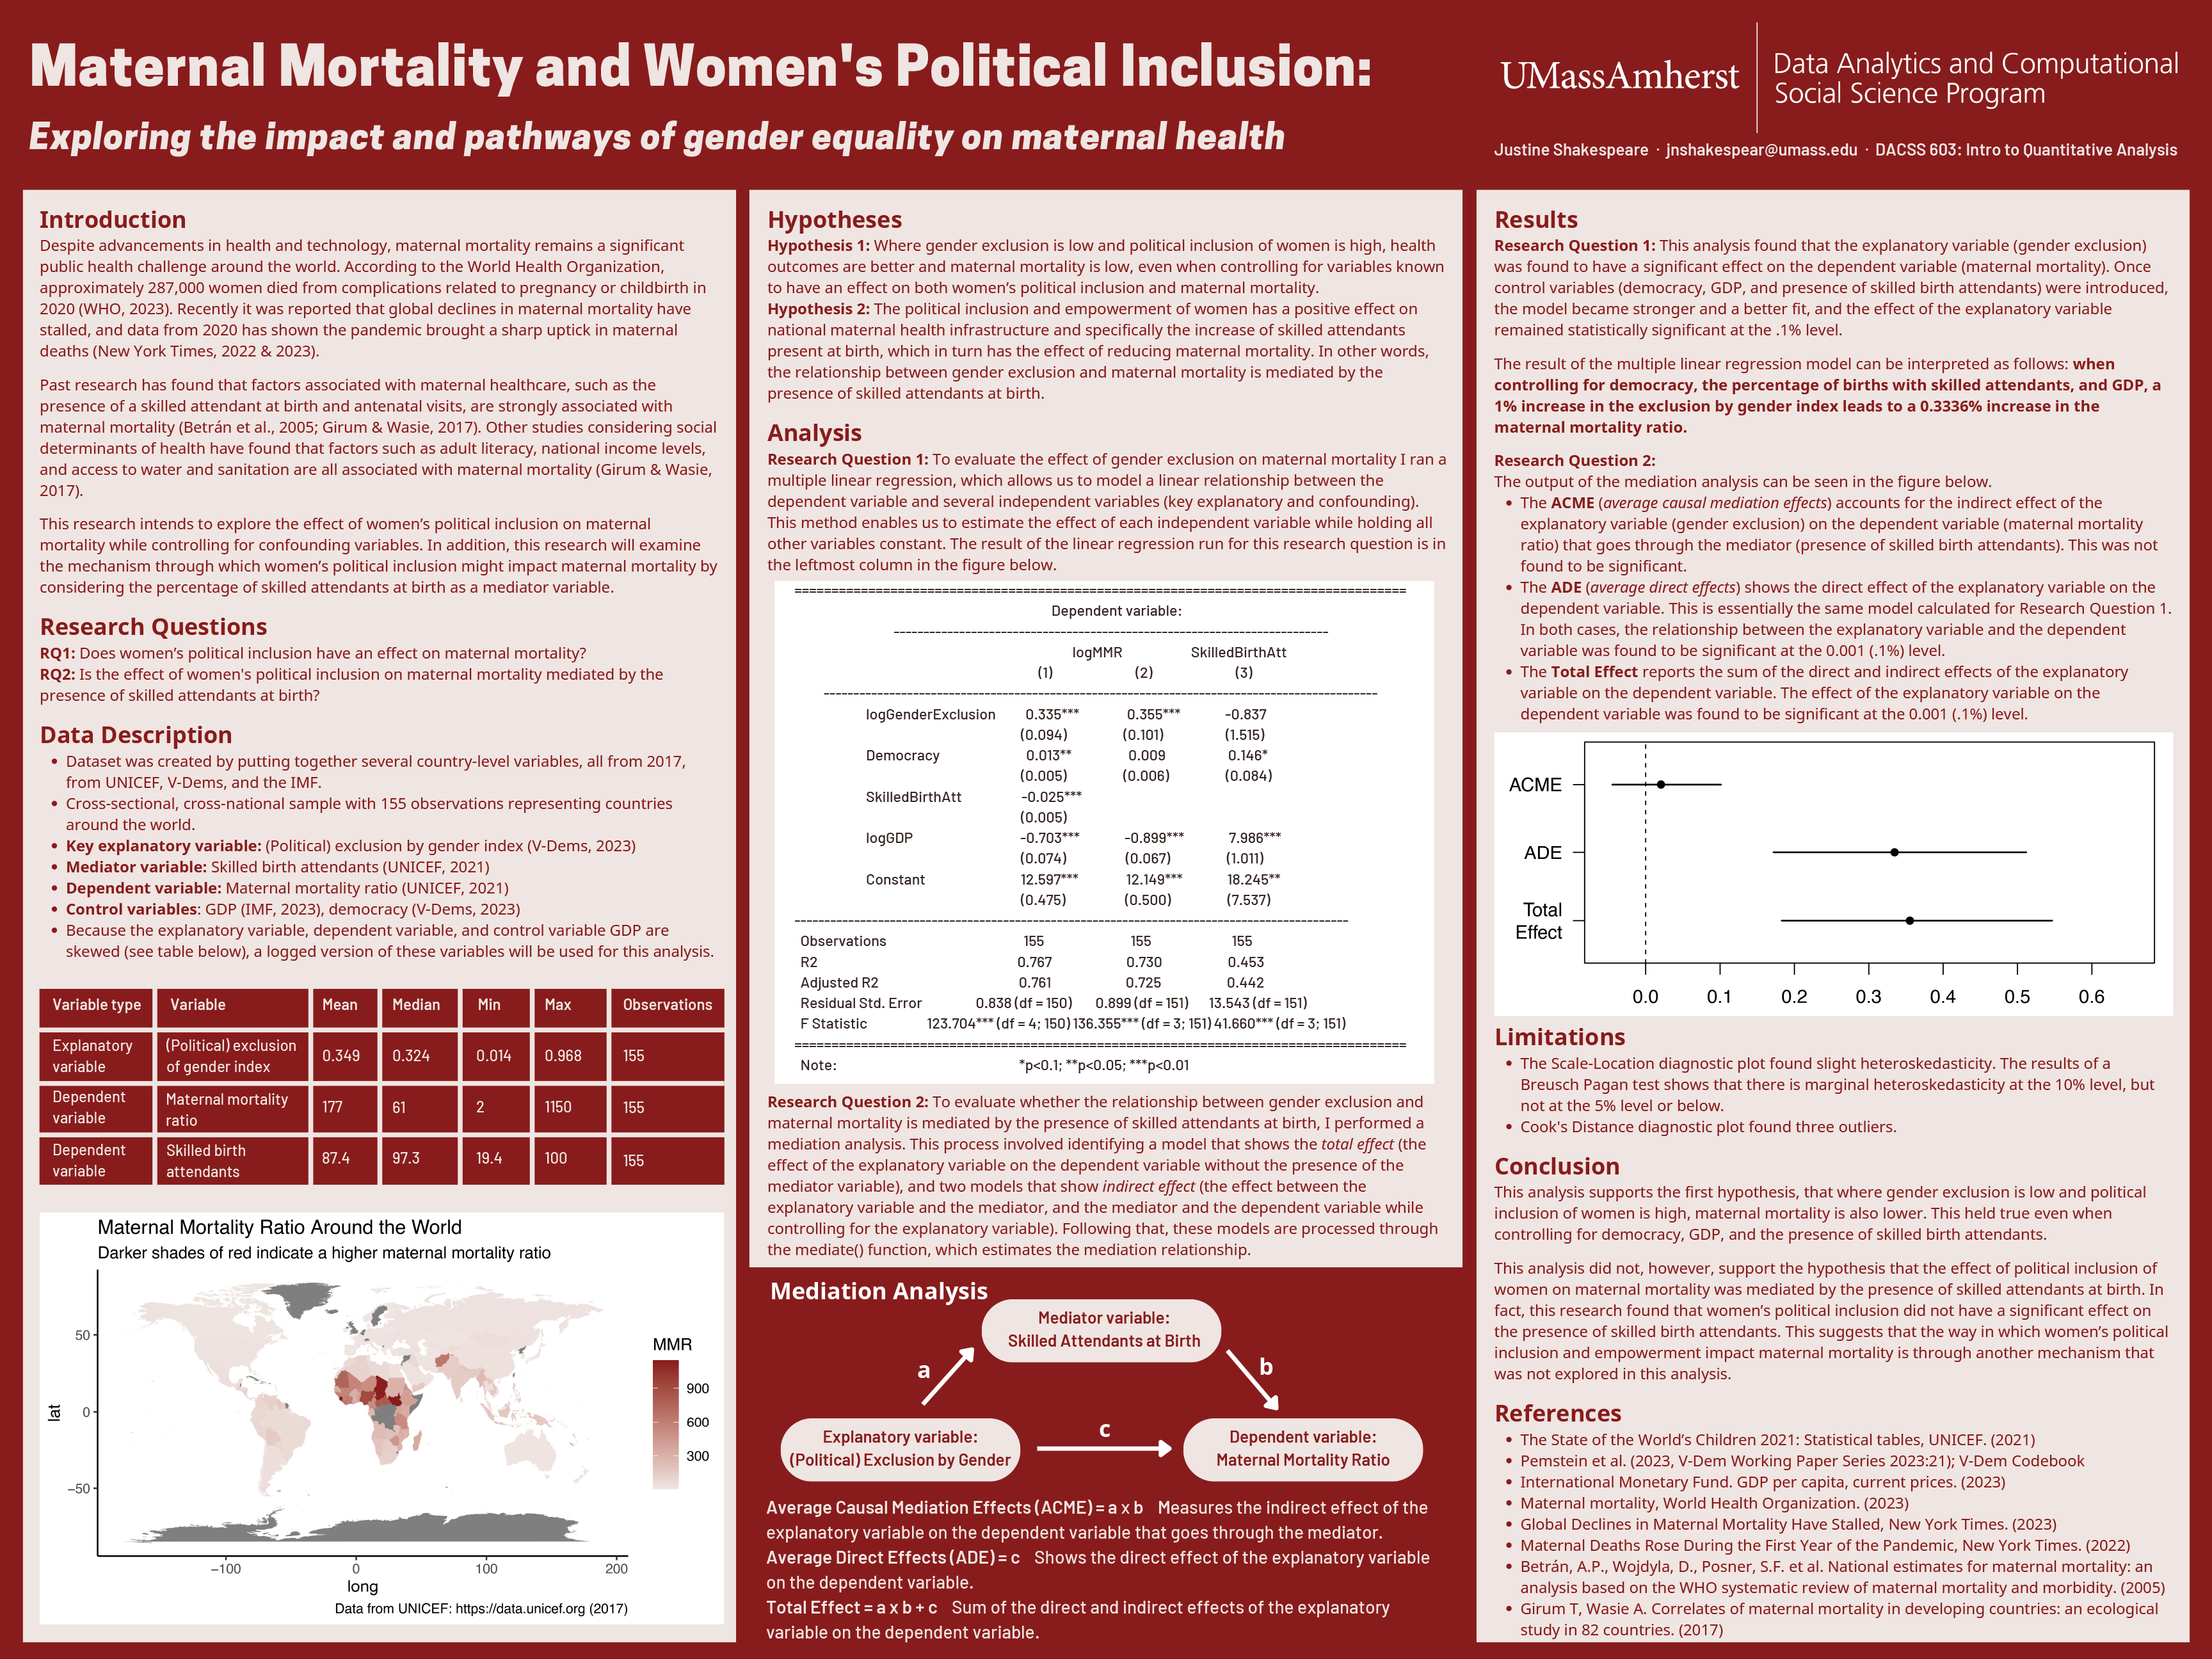 Maternal Mortality and Women's Political Inclusion:
Exploring the impact and pathways of gender equality on maternal health
UMassAmherst
Data Analytics and Computational
Social Science Program
Justine Shakespeare · jnshakespear@umass.edu · DACSS 603: Intro to Quantitative Analysis
Introduction
Despite advancements in health and technology, maternal mortality remains a significant
public health challenge around the world. According to the World Health Organization,
approximately 287,000 women died from complications related to pregnancy or childbirth in
2020 (WHO, 2023). Recently it was reported that global declines in maternal mortality have
stalled, and data from 2020 has shown the pandemic brought a sharp uptick in maternal
deaths (New York Times, 2022 & 2023).
Past research has found that factors associated with maternal healthcare, such as the
presence of a skilled attendant at birth and antenatal visits, are strongly associated with
maternal mortality (Betrán et al., 2005; Girum & Wasie, 2017). Other studies considering social
determinants of health have found that factors such as adult literacy, national income levels,
and access to water and sanitation are all associated with maternal mortality (Girum & Wasie,
2017).
This research intends to explore the effect of women's political inclusion on maternal
mortality while controlling for confounding variables. In addition, this research will examine
the mechanism through which women's political inclusion might impact maternal mortality by
considering the percentage of skilled attendants at birth as a mediator variable.
Research Questions
RQ1: Does women's political inclusion have an effect on maternal mortality?
RQ2: Is the effect of women's political inclusion on maternal mortality mediated by the
presence of skilled attendants at birth?
Data Description
• Dataset was created by putting together several country-level variables, all from 2017,
from UNICEF, V-Dems, and the IMF.
• Cross-sectional, cross-national sample with 155 observations representing countries
around the world.
• Key explanatory variable: (Political) exclusion by gender index (V-Dems, 2023)
• Mediator variable: Skilled birth attendants (UNICEF, 2021)
• Dependent variable: Maternal mortality ratio (UNICEF, 2021)
• Control variables: GDP (IMF, 2023), democracy (V-Dems, 2023)
• Because the explanatory variable, dependent variable, and control variable GDP are
skewed (see table below), a logged version of these variables will be used for this analysis.
Variable type Variable Mean Median Min Max Observations
Explanatory variable (Political) exclusion of gender index 0.349 0.324 0.014 0.968 155
Dependent variable Maternal mortality ratio 177 61 2 1150 155
Dependent variable Skilled birth attendants 87.4 97.3 19.4 100 155
Maternal Mortality Ratio Around the World
Darker shades of red indicate a higher maternal mortality ratio
lat
50
0
−50
MMR
900
600
300
−100 0 100 200
long
Data from UNICEF: https://data.unicef.org (2017)
Hypotheses
Hypothesis 1: Where gender exclusion is low and political inclusion of women is high, health
outcomes are better and maternal mortality is low, even when controlling for variables known
to have an effect on both women's political inclusion and maternal mortality.
Hypothesis 2: The political inclusion and empowerment of women has a positive effect on
national maternal health infrastructure and specifically the increase of skilled attendants
present at birth, which in turn has the effect of reducing maternal mortality. In other words,
the relationship between gender exclusion and maternal mortality is mediated by the
presence of skilled attendants at birth.
Analysis
Research Question 1: To evaluate the effect of gender exclusion on maternal mortality I ran a
multiple linear regression, which allows us to model a linear relationship between the
dependent variable and several independent variables (key explanatory and confounding).
This method enables us to estimate the effect of each independent variable while holding all
other variables constant. The result of the linear regression run for this research question is in
the leftmost column in the figure below.
Dependent variable:
logMMR SkilledBirthAtt
(1) (2) (3)
logGenderExclusion 0.335*** 0.355*** -0.837
(0.094) (0.101) (1.515)
Democracy 0.013** 0.009 0.146*
(0.005) (0.006) (0.084)
SkilledBirthAtt -0.025***
(0.005)
logGDP -0.703*** -0.899*** 7.986***
(0.074) (0.067) (1.011)
Constant 12.597*** 12.149*** 18.245**
(0.475) (0.500) (7.537)
Observations 155 155 155
R2 0.767 0.730 0.453
Adjusted R2 0.761 0.725 0.442
Residual Std. Error 0.838 (df = 150) 0.899 (df = 151) 13.543 (df = 151)
F Statistic 123.704*** (df = 4; 150) 136.355*** (df = 3; 151) 41.660*** (df = 3; 151)
Note: *p<0.1; **p<0.05; ***p<0.01
Research Question 2: To evaluate whether the relationship between gender exclusion and
maternal mortality is mediated by the presence of skilled attendants at birth, I performed a
mediation analysis. This process involved identifying a model that shows the total effect (the
effect of the explanatory variable on the dependent variable without the presence of the
mediator variable), and two models that show indirect effect (the effect between the
explanatory variable and the mediator, and the mediator and the dependent variable while
controlling for the explanatory variable). Following that, these models are processed through
the mediate() function, which estimates the mediation relationship.
Mediation Analysis
Mediator variable:
Skilled Attendants at Birth
a
b
c
Explanatory variable:
(Political) Exclusion by Gender
Dependent variable:
Maternal Mortality Ratio
Average Causal Mediation Effects (ACME) = a x b Measures the indirect effect of the
explanatory variable on the dependent variable that goes through the mediator.
Average Direct Effects (ADE) = c Shows the direct effect of the explanatory variable
on the dependent variable.
Total Effect = a x b + c Sum of the direct and indirect effects of the explanatory
variable on the dependent variable.
Results
Research Question 1: This analysis found that the explanatory variable (gender exclusion)
was found to have a significant effect on the dependent variable (maternal mortality). Once
control variables (democracy, GDP, and presence of skilled birth attendants) were introduced,
the model became stronger and a better fit, and the effect of the explanatory variable
remained statistically significant at the .1% level.
The result of the multiple linear regression model can be interpreted as follows: when
controlling for democracy, the percentage of births with skilled attendants, and GDP, a
1% increase in the exclusion by gender index leads to a 0.3336% increase in the
maternal mortality ratio.
Research Question 2:
The output of the mediation analysis can be seen in the figure below.
• The ACME (average causal mediation effects) accounts for the indirect effect of the
explanatory variable (gender exclusion) on the dependent variable (maternal mortality
ratio) that goes through the mediator (presence of skilled birth attendants). This was not
found to be significant.
• The ADE (average direct effects) shows the direct effect of the explanatory variable on the
dependent variable. This is essentially the same model calculated for Research Question 1.
In both cases, the relationship between the explanatory variable and the dependent
variable was found to be significant at the 0.001 (.1%) level.
• The Total Effect reports the sum of the direct and indirect effects of the explanatory
variable on the dependent variable. The effect of the explanatory variable on the
dependent variable was found to be significant at the 0.001 (.1%) level.
ACME
ADE
Total
Effect
0.0 0.1 0.2 0.3 0.4 0.5 0.6
Limitations
• The Scale-Location diagnostic plot found slight heteroskedasticity. The results of a
Breusch Pagan test shows that there is marginal heteroskedasticity at the 10% level, but
not at the 5% level or below.
• Cook's Distance diagnostic plot found three outliers.
Conclusion
This analysis supports the first hypothesis, that where gender exclusion is low and political
inclusion of women is high, maternal mortality is also lower. This held true even when
controlling for democracy, GDP, and the presence of skilled birth attendants.
This analysis did not, however, support the hypothesis that the effect of political inclusion of
women on maternal mortality was mediated by the presence of skilled attendants at birth. In
fact, this research found that women's political inclusion did not have a significant effect on
the presence of skilled birth attendants. This suggests that the way in which women's political
inclusion and empowerment impact maternal mortality is through another mechanism that
was not explored in this analysis.
References
• The State of the World's Children 2021: Statistical tables, UNICEF. (2021)
• Pemstein et al. (2023, V-Dem Working Paper Series 2023:21); V-Dem Codebook
• International Monetary Fund. GDP per capita, current prices. (2023)
• Maternal mortality, World Health Organization. (2023)
• Global Declines in Maternal Mortality Have Stalled, New York Times. (2023)
• Maternal Deaths Rose During the First Year of the Pandemic, New York Times. (2022)
• Betrán, A.P., Wojdyla, D., Posner, S.F. et al. National estimates for maternal mortality: an
analysis based on the WHO systematic review of maternal mortality and morbidity. (2005)
• Girum T, Wasie A. Correlates of maternal mortality in developing countries: an ecological
study in 82 countries. (2017)